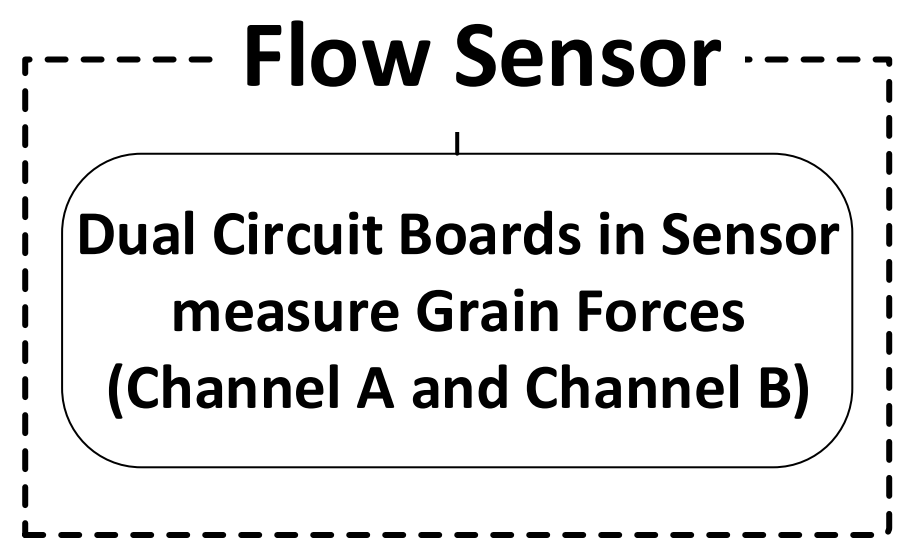 Flow Sensor
Dual Circuit Boards in Sensor
measure Grain Forces
(Channel A and Channel B)